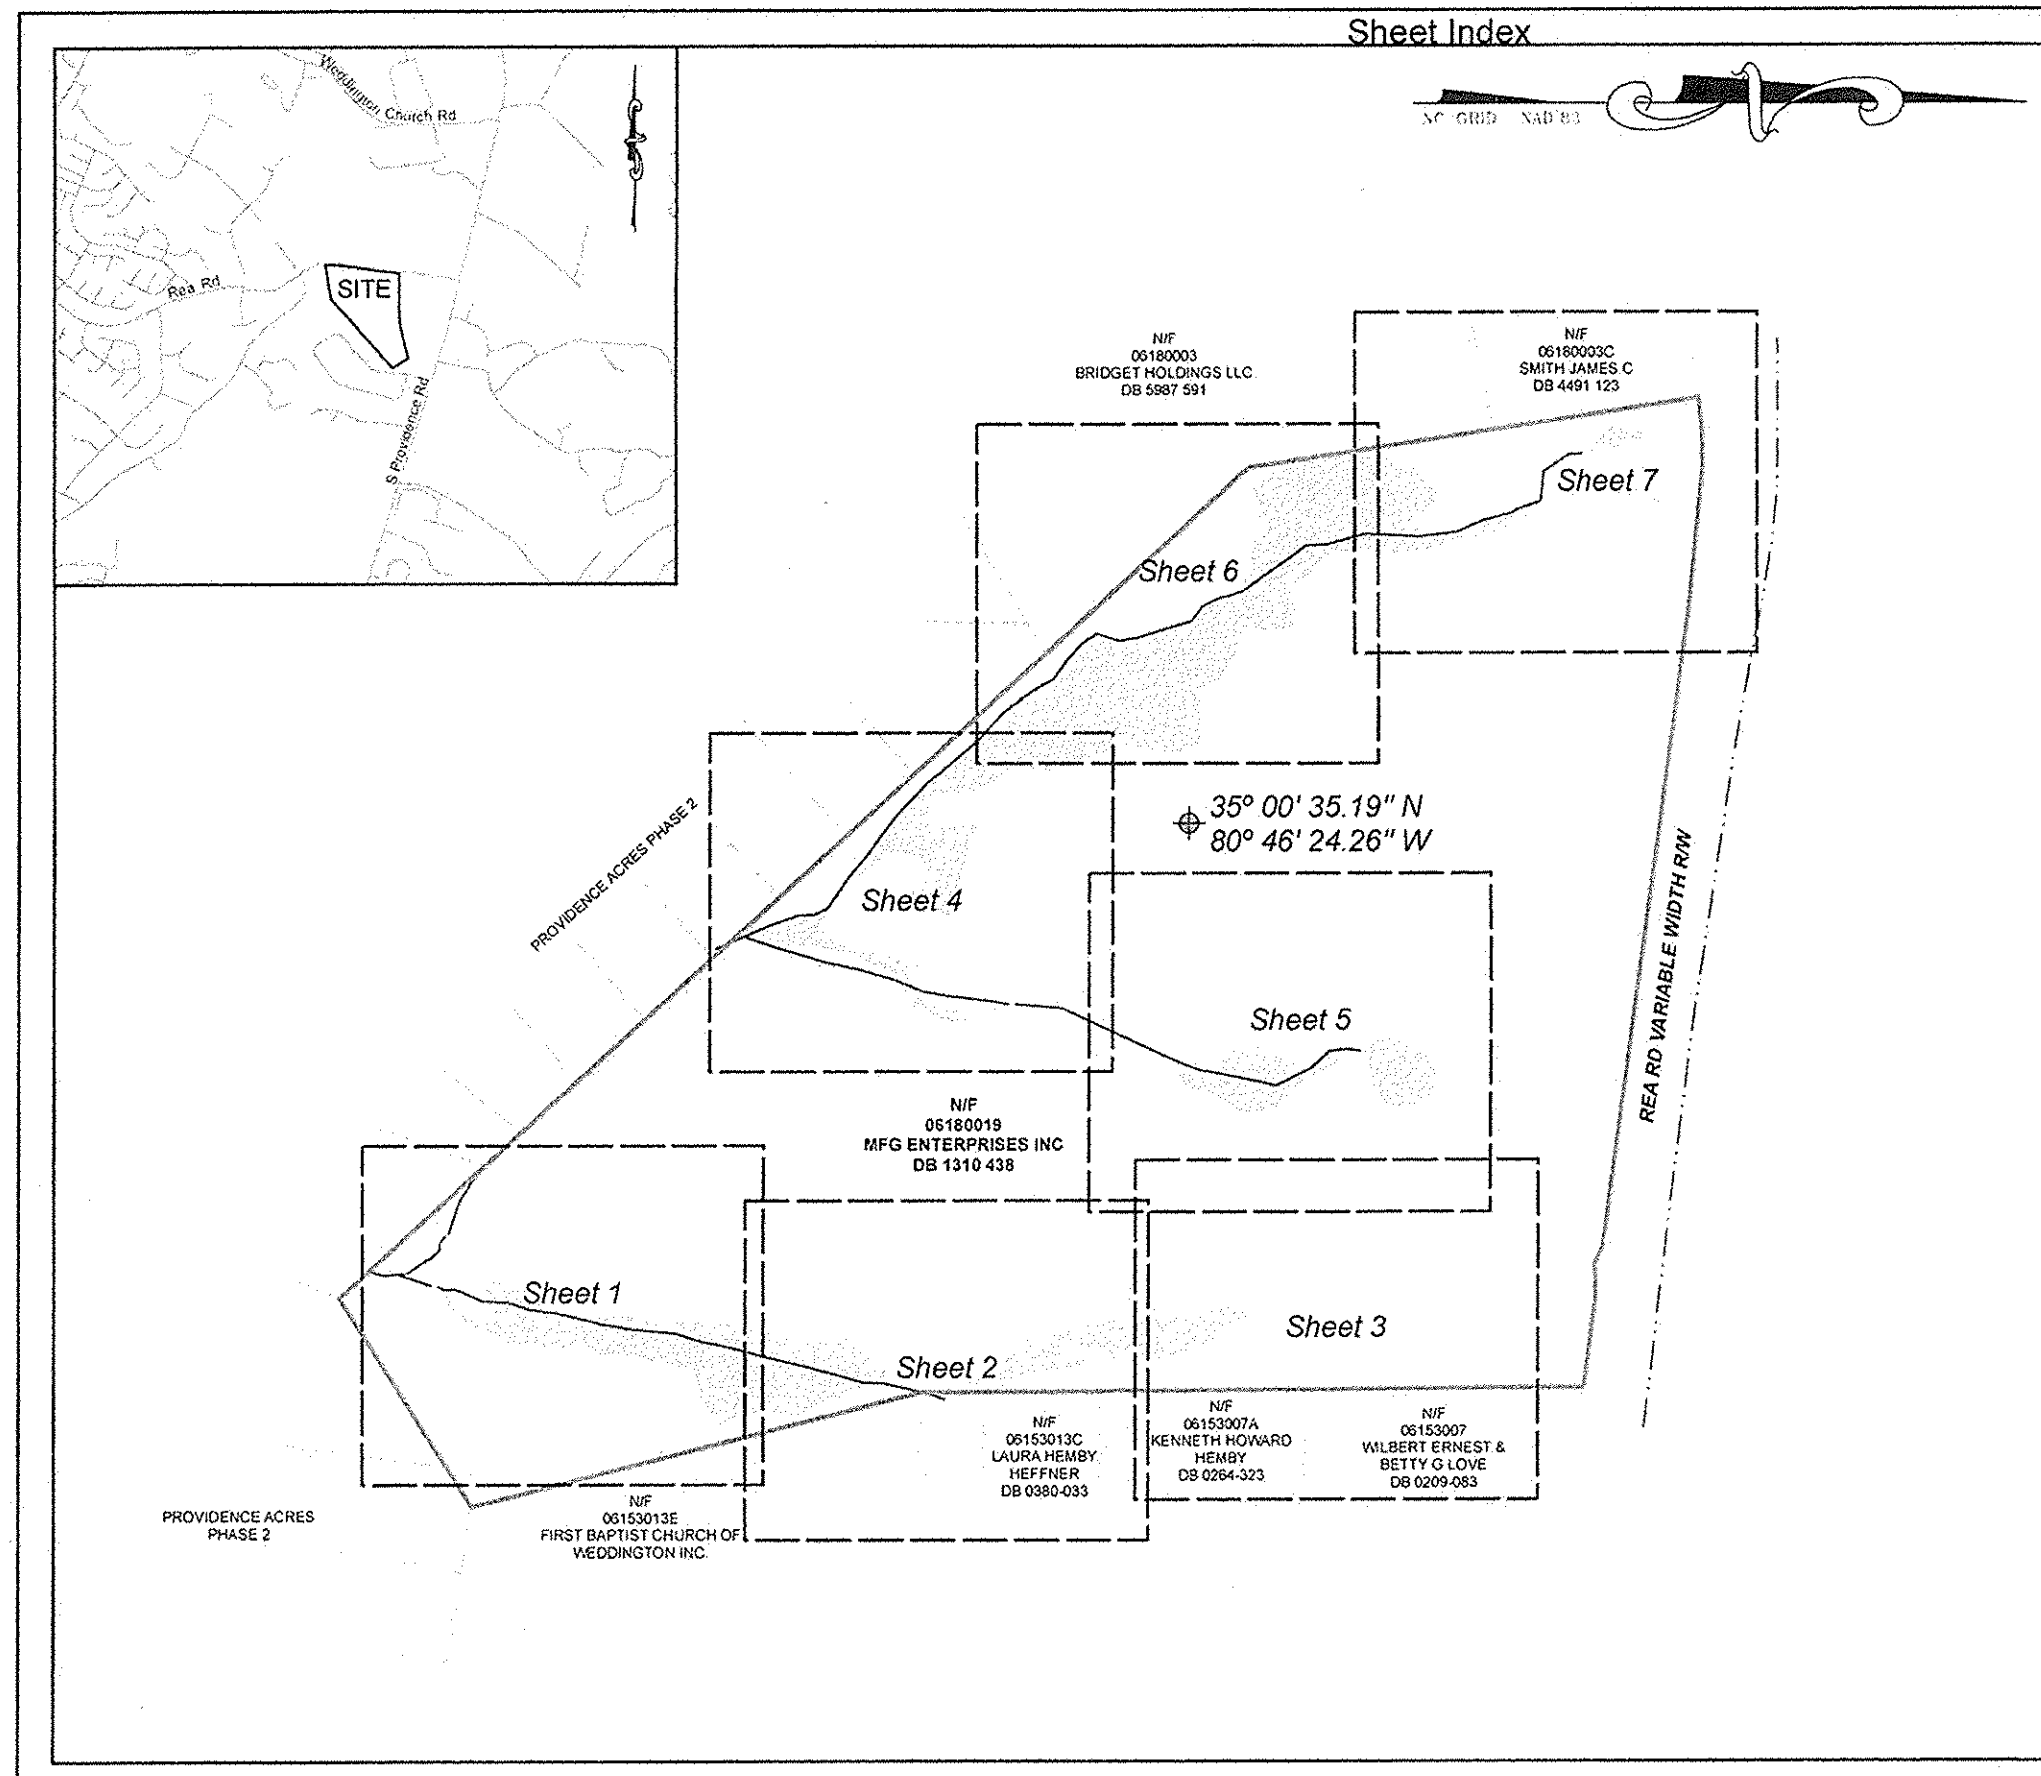 Sheet Index
Weddington Church Rd
NC GRID NAD 83
Rea Rd
SITE
S Providence Rd
N/F
06180003
BRIDGET HOLDINGS LLC.
DB 5987 591
N/F
06180003C
SMITH JAMES C
DB 4491 123
Sheet 7
Sheet 6
35º 00' 35.19" N
80º 46' 24.26" W
PROVIDENCE ACRES PHASE 2
Sheet 4
REA RD VARIABLE WIDTH R/W
Sheet 5
N/F
06180019
MFG ENTERPRISES INC
DB 1310 438
Sheet 1
Sheet 3
Sheet 2
N/F
06153013C
LAURA HEMBY
HEFFNER
DB 0380-033
N/F
06153007A
KENNETH HOWARD
HEMBY
DB 0264-323
N/F
06153007
WILBERT ERNEST &
BETTY G LOVE
DB 0209-083
N/F
06153013E
FIRST BAPTIST CHURCH OF
WEDDINGTON INC.
PROVIDENCE ACRES
PHASE 2